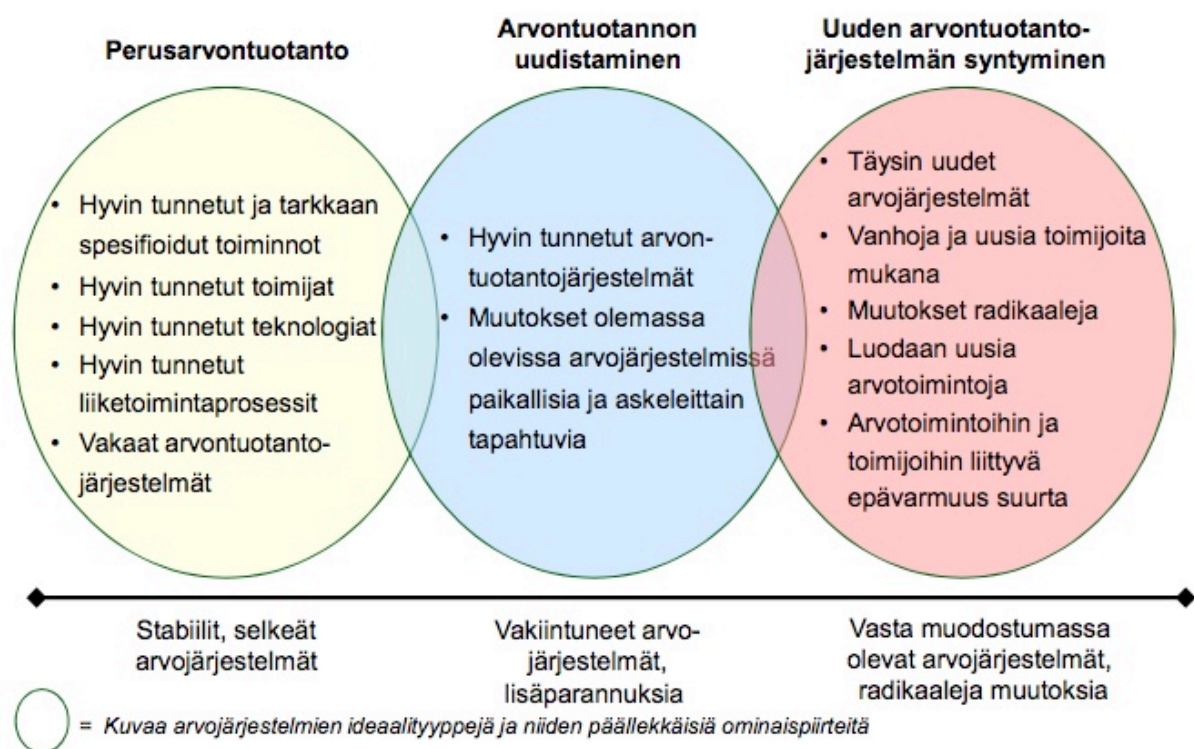 Perusarvontuotanto
Arvontuotannon
uudistaminen
Uuden arvontuotanto-
järjestelmän syntyminen
• Hyvin tunnetut ja tarkkaan
spesifioidut toiminnot
• Hyvin tunnetut toimijat
• Hyvin tunnetut teknologiat
• Hyvin tunnetut
liiketoimintaprosessit
• Vakaat arvontuotanto-
järjestelmät
• Hyvin tunnetut arvon-
tuotantojärjestelmät
• Muutokset olemassa
olevissa arvojärjestelmissä
paikallisia ja askeleittain
tapahtuvia
• Täysin uudet
arvojärjestelmät
• Vanhoja ja uusia toimijoita
mukana
• Muutokset radikaaleja
• Luodaan uusia
arvotoimintoja
• Arvotoimintoihin ja
toimijoihin liittyvä
epävarmuus suurta
Stabiilit, selkeät
arvojärjestelmät
Vakiintuneet arvo-
järjestelmät,
lisäparannuksia
Vasta muodostumassa
olevat arvojärjestelmät,
radikaaleja muutoksia
= Kuvaa arvojärjestelmien ideaalityyppejä ja niiden päällekkäisiä ominaispiirteitä